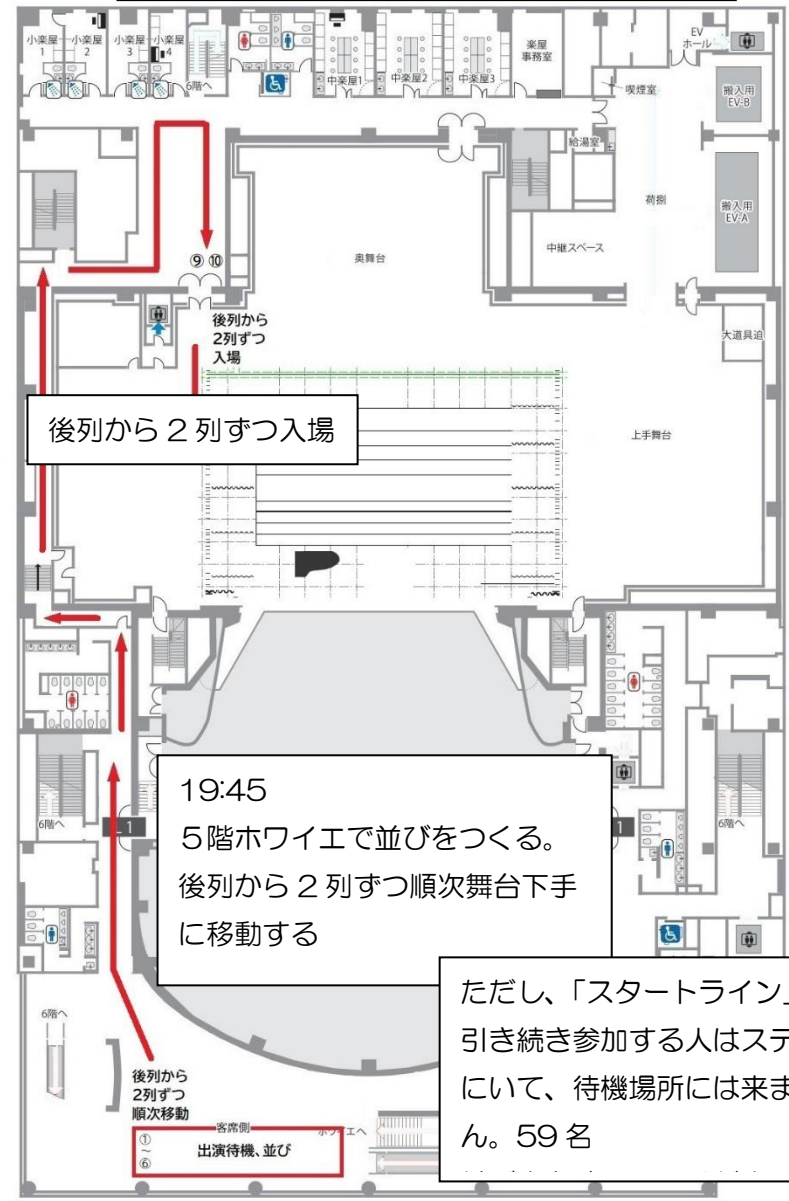 小楽屋
1
小楽屋
2
小楽屋
3
小楽屋
4
6階へ
中楽屋1
中楽屋2
中楽屋3
楽屋
事務室
EV
ホール
喫煙室
搬入用
EV-B
給湯室
荷捌
搬入用
EV-A
中継スペース
奥舞台
⑨ ⑩
後列から
2列ずつ
入場
大道具迫
後列から2列ずつ入場
上手舞台
19:45
5階ホワイエで並びをつくる。
後列から2列ずつ順次舞台下手
に移動する
6階へ
1
1
6階へ
ただし、「スタートライン」
引き続き参加する人はステ
にいて、待機場所には来ま
ん。59名
6階へ
後列から
2列ずつ
順次移動
客席側
ホワイエへ
①
~
⑥
出演待機、並び